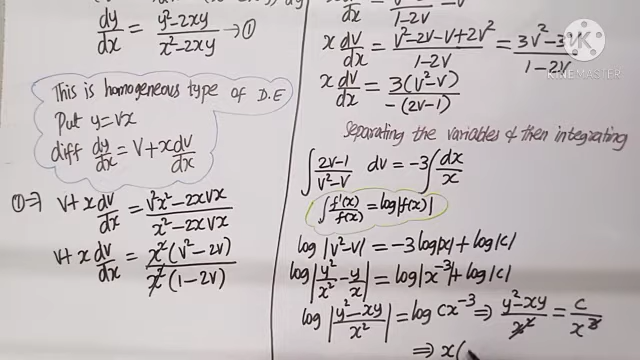 dy/dx = (y²-2xy)/(x²-2xy) → ①
This is homogeneous type of D.E
Put y=vx
diff dy/dx = v+x dv/dx
①⇒ v+x dv/dx = (v²x²-2xvx)/(x²-2xvx)
v+x dv/dx = x²(v²-2v)/x²(1-2v)
1-2v
x dv/dx = (v²-2v-v+2v²)/(1-2v) = (3v²-3v)/(1-2v)
x dv/dx = 3(v²-v)/-(2v-1)
Separating the variables & then integrating
∫ (2v-1)/(v²-v) dv = -3∫ dx/x
∫ f'(x)/f(x) = log|f(x)|
log|v²-v| = -3log|x| + log|c|
log|y²/x² - y/x| = log|x⁻³| + log|c|
log|(y²-xy)/x²| = log cx⁻³ ⇒ (y²-xy)/x² = c/x³
⇒ x(
KINEMASTER